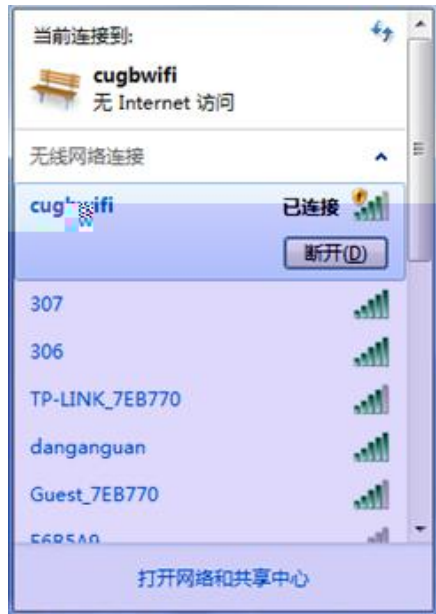 当前连接到:
cugbwifi
无 Internet 访问
无线网络连接
已连接
断开(D)
307
306
TP-LINK_7EB770
danganguan
Guest_7EB770
打开网络和共享中心